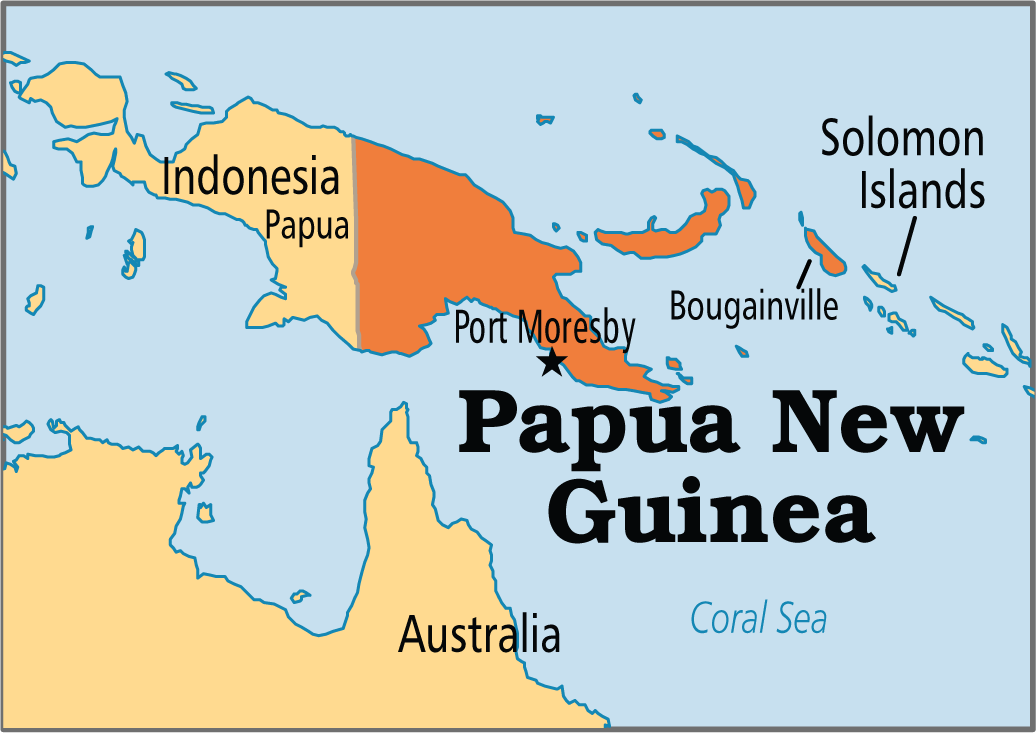 Solomon
Islands
Indonesia
Papua
Bougainville
Port Moresby
Papua New
Guinea
Coral Sea
Australia